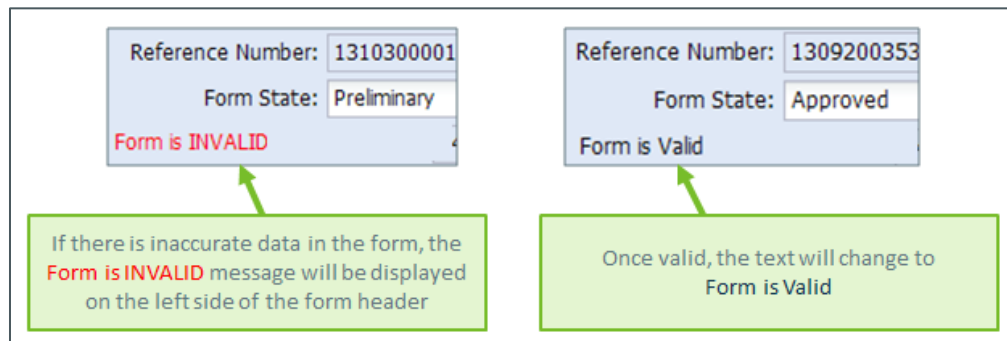 Reference Number: 1310300001
Form State: Preliminary
Form is INVALID
If there is inaccurate data in the form, the
Form is INVALID message will be displayed
on the left side of the form header
Reference Number: 1309200353
Form State: Approved
Form is Valid
Once valid, the text will change to
Form is Valid